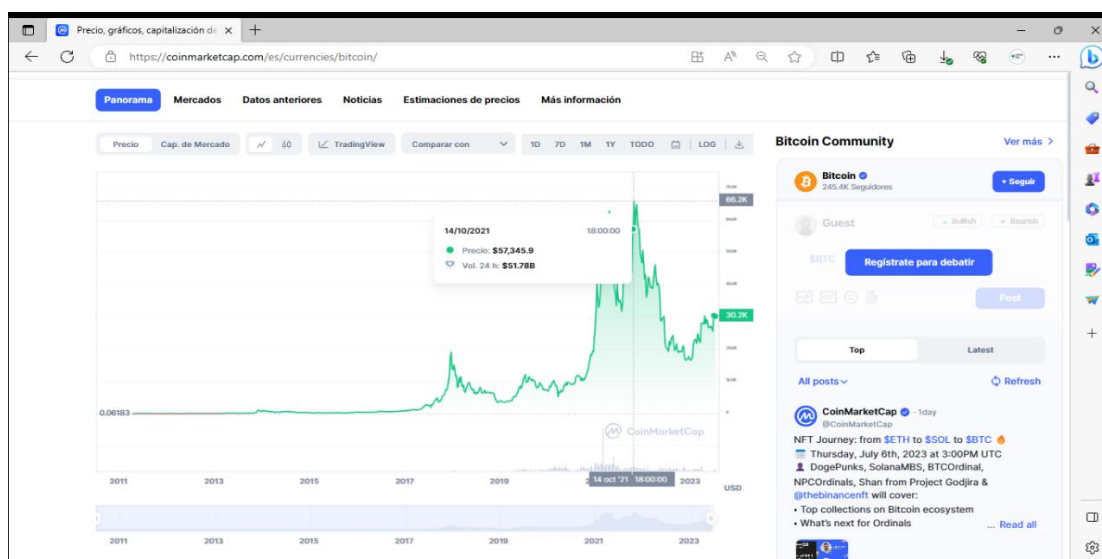 Precio, gráficos, capitalización de
https://coinmarketcap.com/es/currencies/bitcoin/
Panorama Mercados Datos anteriores Noticias Estimaciones de precios Más información
Precio Cap. de Mercado TradingView Comparar con 1D 7D 1M 1Y TODO LOG
66.2K
14/10/2021 18:00:00
Precio: $57,345.9
Vol. 24 h: $51.78B
30.2K
0.06183
CoinMarketCap
2011 2013 2015 2017 2019 14 oct '21 18:00:00 2023 USD
2011 2013 2015 2017 2019 2021 2023
Bitcoin Community Ver más >
Bitcoin
245.4K Seguidores
+ Seguir
Guest Bullish Bearish
$BTC Regístrate para debatir
Post
Top Latest
All posts Refresh
CoinMarketCap · 1day
@CoinMarketCap
NFT Journey: from $ETH to $SOL to $BTC
Thursday, July 6th, 2023 at 3:00PM UTC
DogePunks, SolanaMBS, BTCOrdinal,
NPCOrdinals, Shan from Project Godjira &
@thebinancenft will cover:
• Top collections on Bitcoin ecosystem
• What's next for Ordinals ... Read all